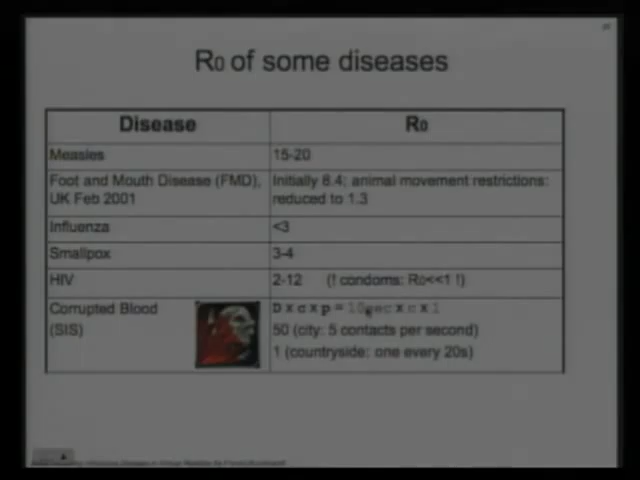 R0 of some diseases
Disease R0
Measles 15-20
Foot and Mouth Disease (FMD), Initially 8.4; animal movement restrictions:
UK Feb 2001 reduced to 1.3
Influenza <3
Smallpox 3-4
HIV 2-12 (! condoms: R0<<1 !)
Corrupted Blood D x c x p = 10sec x c x 1
(SIS) 50 (city: 5 contacts per second)
1 (countryside: one every 20s)